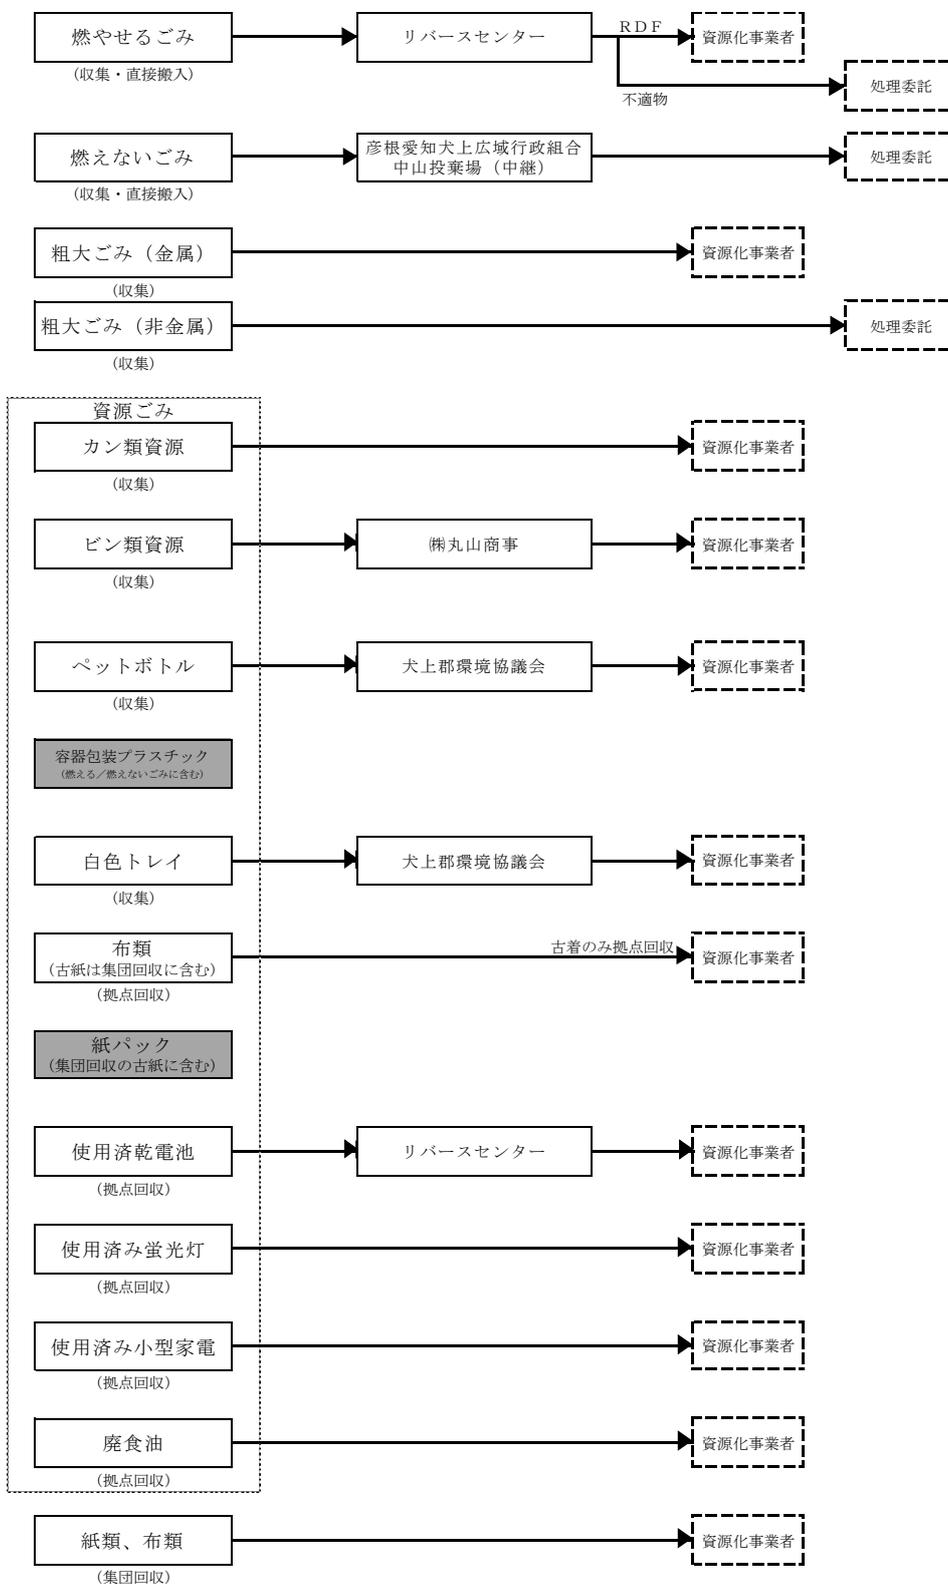 燃やせるごみ
リバースセンター
RDF
資源化事業者
(収集・直接搬入)
不適物
処理委託
燃えないごみ
彦根愛知犬上広域行政組合
中山投棄場（中継）
処理委託
(収集・直接搬入)
粗大ごみ（金属）
資源化事業者
(収集)
粗大ごみ（非金属）
処理委託
(収集)
資源ごみ
カン類資源
資源化事業者
(収集)
ビン類資源
㈱丸山商事
資源化事業者
(収集)
ペットボトル
犬上郡環境協議会
資源化事業者
(収集)
容器包装プラスチック
(燃える／燃えないごみに含む)
白色トレイ
犬上郡環境協議会
資源化事業者
(収集)
布類
(古紙は集団回収に含む)
古着のみ拠点回収
資源化事業者
(拠点回収)
紙パック
(集団回収の古紙に含む)
使用済乾電池
リバースセンター
資源化事業者
(拠点回収)
使用済み蛍光灯
資源化事業者
(拠点回収)
使用済み小型家電
資源化事業者
(拠点回収)
廃食油
資源化事業者
(拠点回収)
紙類、布類
資源化事業者
(集団回収)